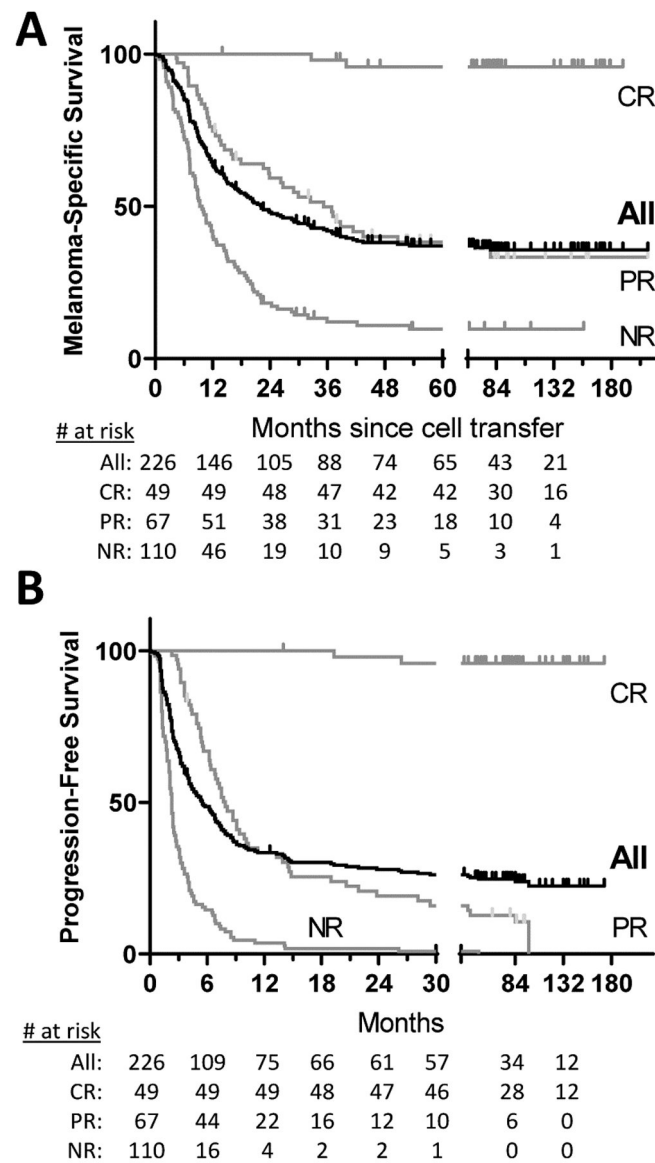 A
Melanoma-Specific Survival
100
CR
50
All
PR
NR
0
0 12 24 36 48 60 84 132 180
# at risk Months since cell transfer
All: 226 146 105 88 74 65 43 21
CR: 49 49 48 47 42 42 30 16
PR: 67 51 38 31 23 18 10 4
NR: 110 46 19 10 9 5 3 1
B
Progression-Free Survival
100
CR
50
All
NR PR
0
0 6 12 18 24 30 84 132 180
Months
# at risk
All: 226 109 75 66 61 57 34 12
CR: 49 49 49 48 47 46 28 12
PR: 67 44 22 16 12 10 6 0
NR: 110 16 4 2 2 1 0 0